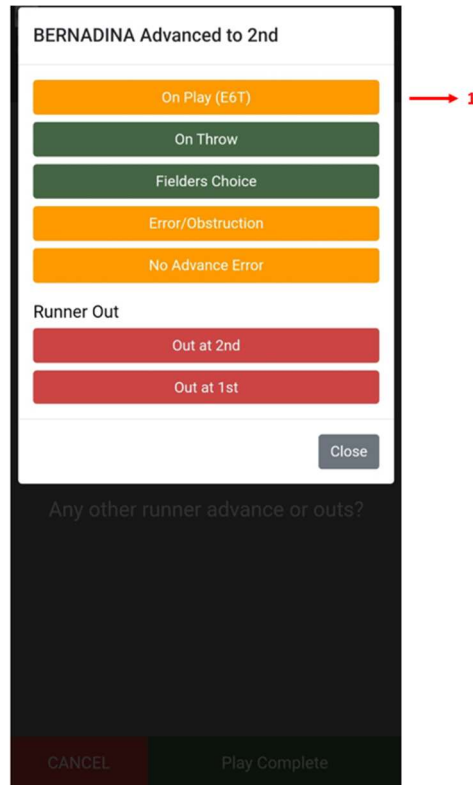 BERNADINA Advanced to 2nd
On Play (E6T)
1
On Throw
Fielders Choice
Error/Obstruction
No Advance Error
Runner Out
Out at 2nd
Out at 1st
Close
Any other runner advance or outs?
CANCEL
Play Complete